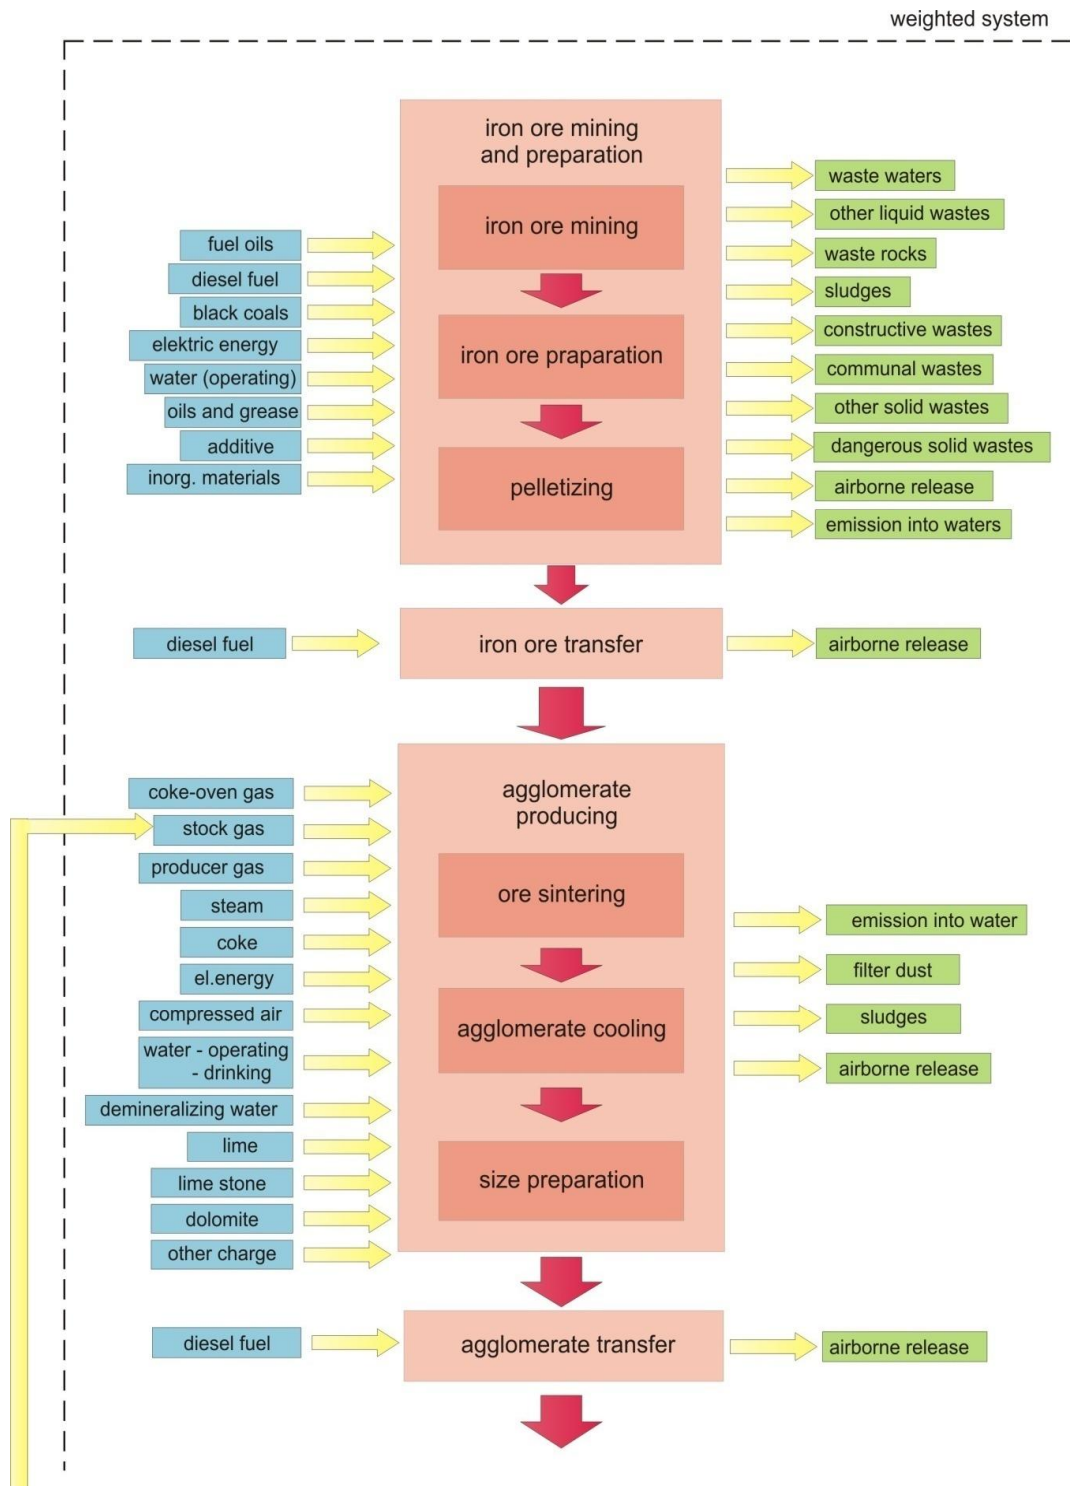 weighted system
iron ore mining
and preparation
iron ore mining
iron ore praparation
pelletizing
fuel oils
diesel fuel
black coals
elektric energy
water (operating)
oils and grease
additive
inorg. materials
waste waters
other liquid wastes
waste rocks
sludges
constructive wastes
communal wastes
other solid wastes
dangerous solid wastes
airborne release
emission into waters
diesel fuel
iron ore transfer
airborne release
agglomerate
producing
ore sintering
agglomerate cooling
size preparation
coke-oven gas
stock gas
producer gas
steam
coke
el.energy
compressed air
water - operating
- drinking
demineralizing water
lime
lime stone
dolomite
other charge
emission into water
filter dust
sludges
airborne release
diesel fuel
agglomerate transfer
airborne release